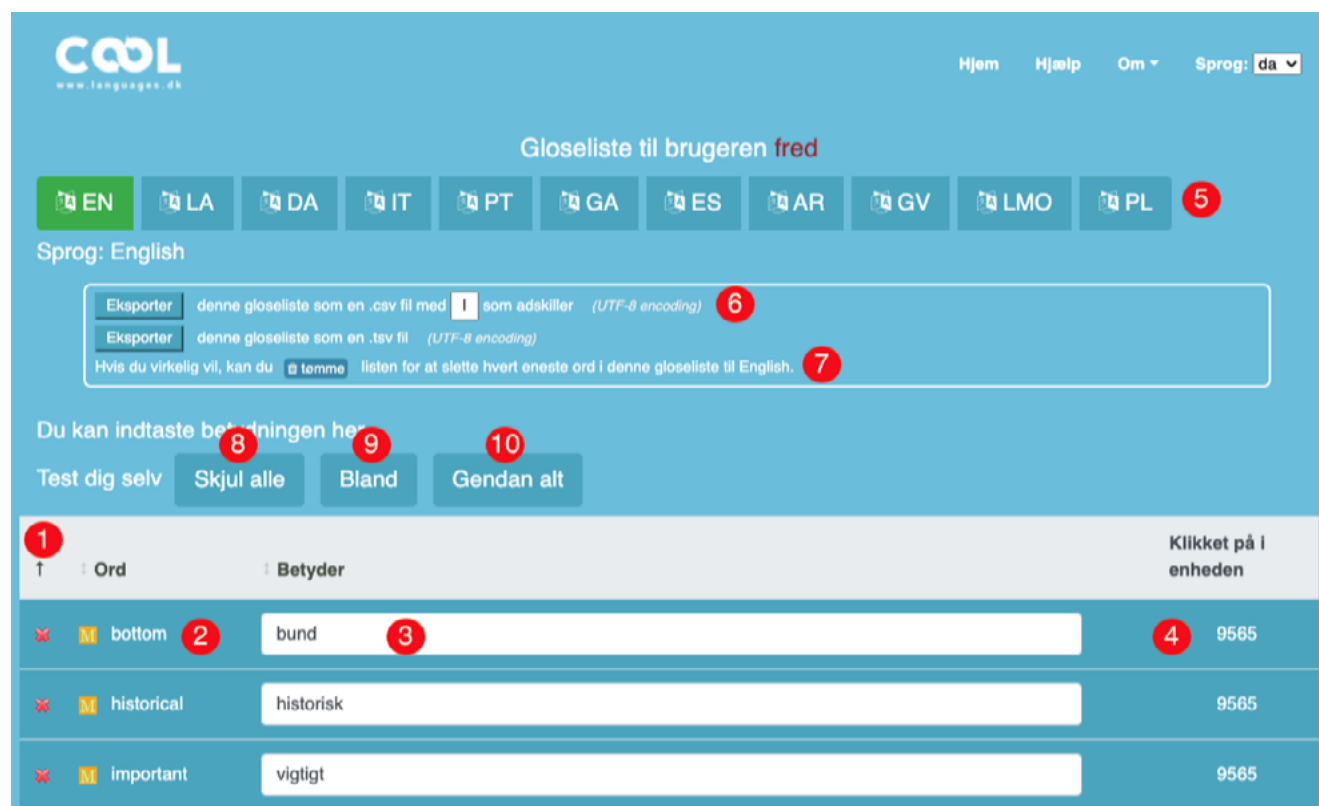 COOL
www.languages.dk
Hjem Hjælp Om Sprog: da
Gloseliste til brugeren fred
EN LA DA IT PT GA ES AR GV LMO PL 5
Sprog: English
Eksporter denne gloseliste som en .csv fil med | som adskiller (UTF-8 encoding) 6
Eksporter denne gloseliste som en .tsv fil (UTF-8 encoding)
Hvis du virkelig vil, kan du tømme listen for at slette hvert eneste ord i denne gloseliste til English. 7
Du kan indtaste betydningen her
8 9 10
Test dig selv Skjul alle Bland Gendan alt
1
↑ Ord Betyder Klikket på i
enheden
M bottom 2 bund 3 4 9565
M historical historisk 9565
M important vigtigt 9565